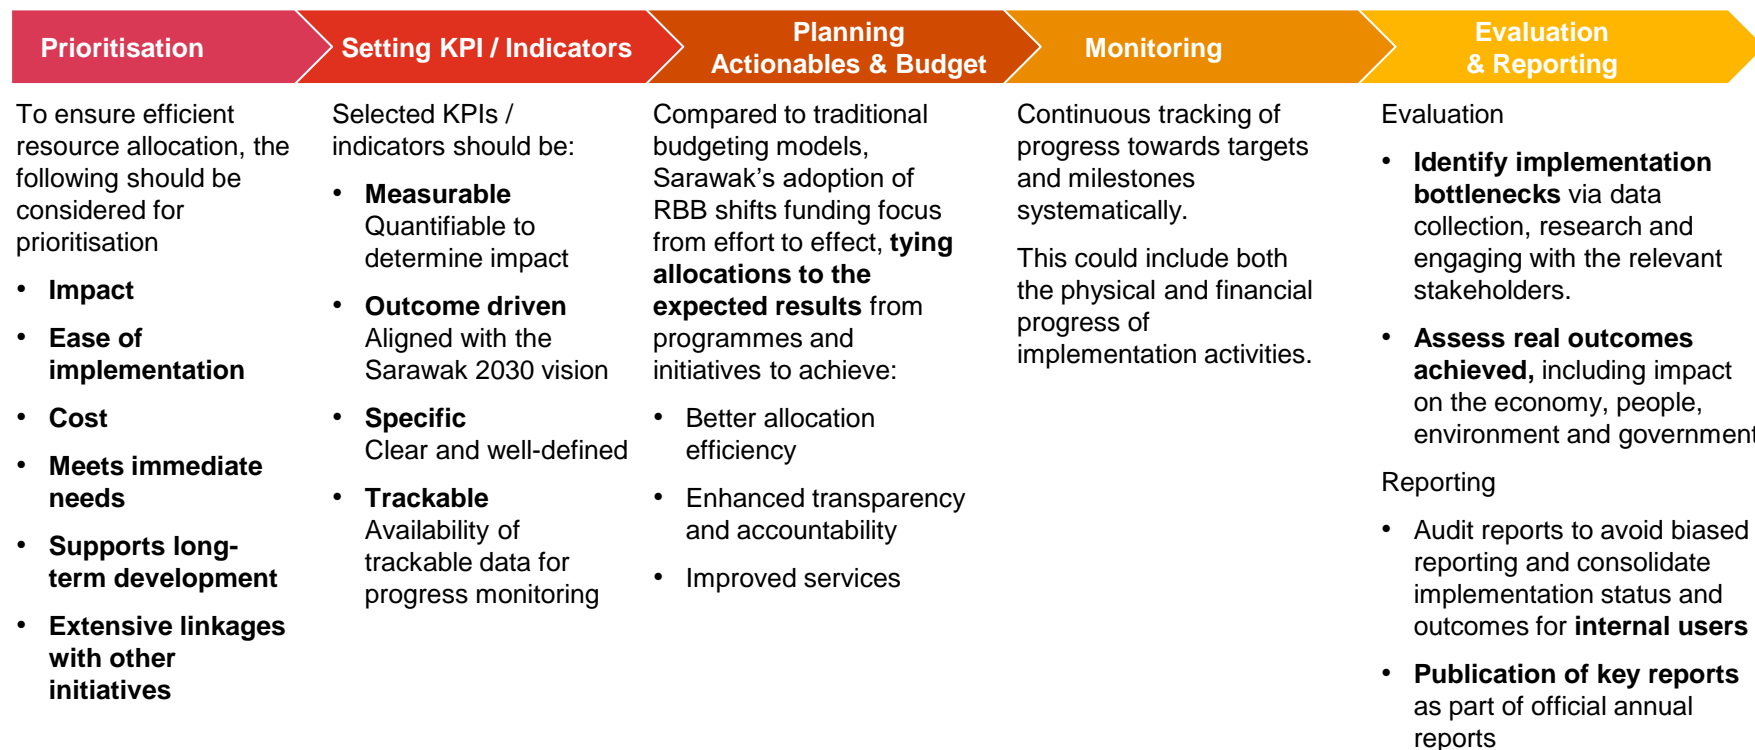 Prioritisation
To ensure efficient
resource allocation, the
following should be
considered for
prioritisation
• Impact
• Ease of
implementation
• Cost
• Meets immediate
needs
• Supports long-
term development
• Extensive linkages
with other
initiatives
Setting KPI / Indicators
Selected KPIs /
indicators should be:
• Measurable
Quantifiable to
determine impact
• Outcome driven
Aligned with the
Sarawak 2030 vision
• Specific
Clear and well-defined
• Trackable
Availability of
trackable data for
progress monitoring
Planning
Actionables & Budget
Compared to traditional
budgeting models,
Sarawak's adoption of
RBB shifts funding focus
from effort to effect, tying
allocations to the
expected results from
programmes and
initiatives to achieve:
• Better allocation
efficiency
• Enhanced transparency
and accountability
• Improved services
Monitoring
Continuous tracking of
progress towards targets
and milestones
systematically.
This could include both
the physical and financial
progress of
implementation activities.
Evaluation
& Reporting
Evaluation
• Identify implementation
bottlenecks via data
collection, research and
engaging with the relevant
stakeholders.
• Assess real outcomes
achieved, including impact
on the economy, people,
environment and government
Reporting
• Audit reports to avoid biased
reporting and consolidate
implementation status and
outcomes for internal users
• Publication of key reports
as part of official annual
reports